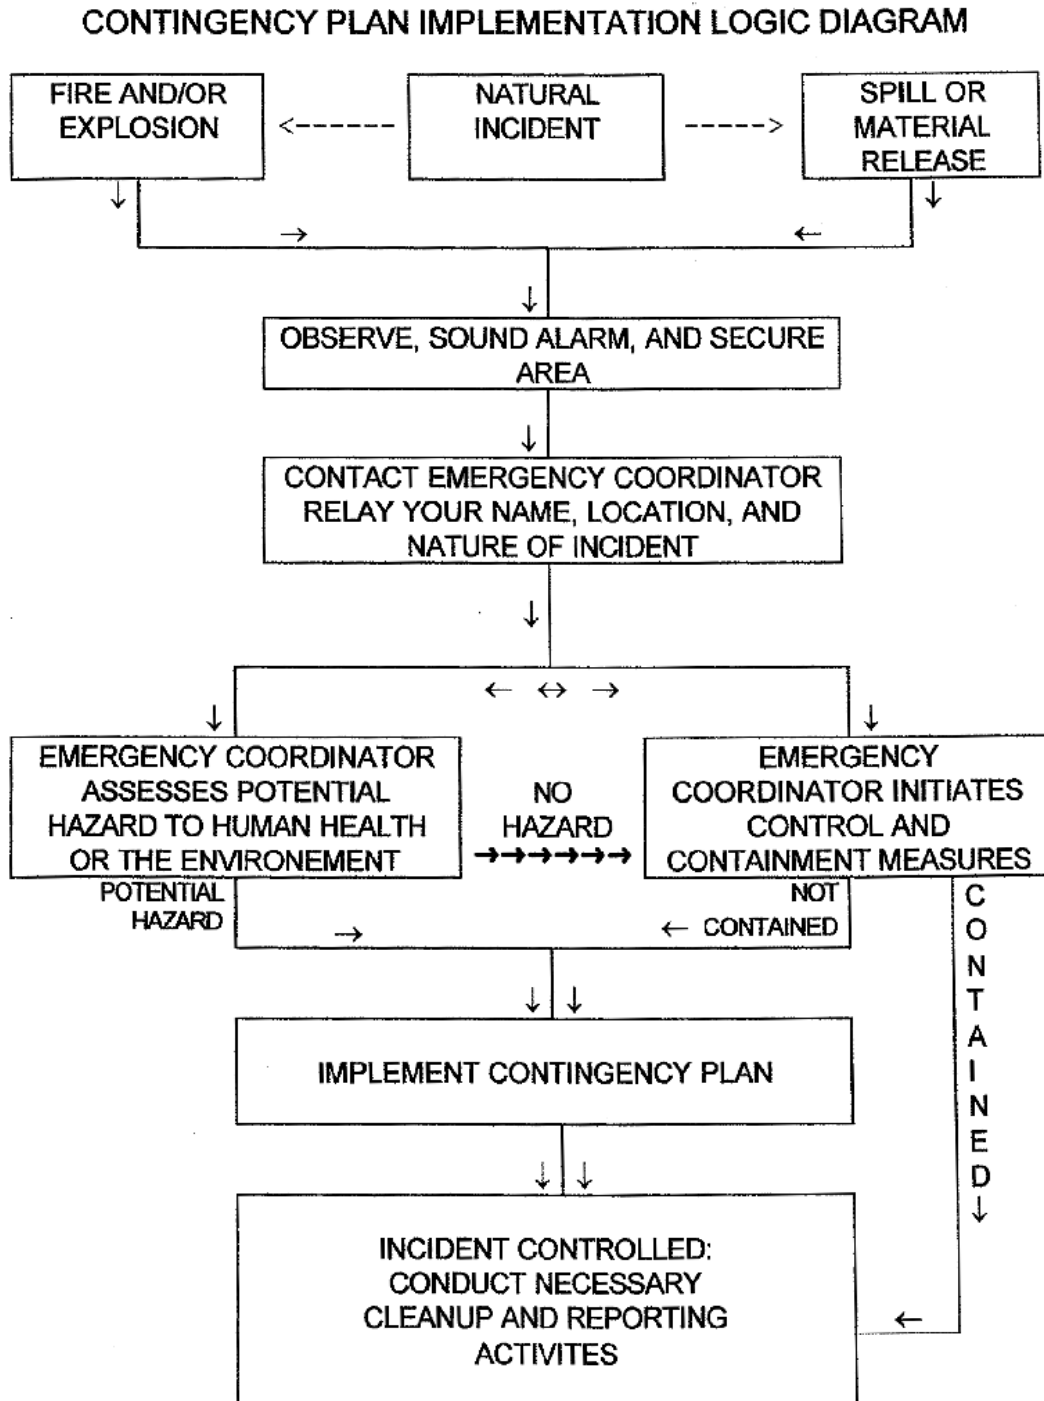 CONTINGENCY PLAN IMPLEMENTATION LOGIC DIAGRAM
FIRE AND/OR
EXPLOSION
NATURAL
INCIDENT
SPILL OR
MATERIAL
RELEASE
OBSERVE, SOUND ALARM, AND SECURE
AREA
CONTACT EMERGENCY COORDINATOR
RELAY YOUR NAME, LOCATION, AND
NATURE OF INCIDENT
EMERGENCY COORDINATOR
ASSESSES POTENTIAL
HAZARD TO HUMAN HEALTH
OR THE ENVIRONEMENT
NO
HAZARD
EMERGENCY
COORDINATOR INITIATES
CONTROL AND
CONTAINMENT MEASURES
POTENTIAL
HAZARD
NOT
CONTAINED
CONTAINED
IMPLEMENT CONTINGENCY PLAN
INCIDENT CONTROLLED:
CONDUCT NECESSARY
CLEANUP AND REPORTING
ACTIVITES